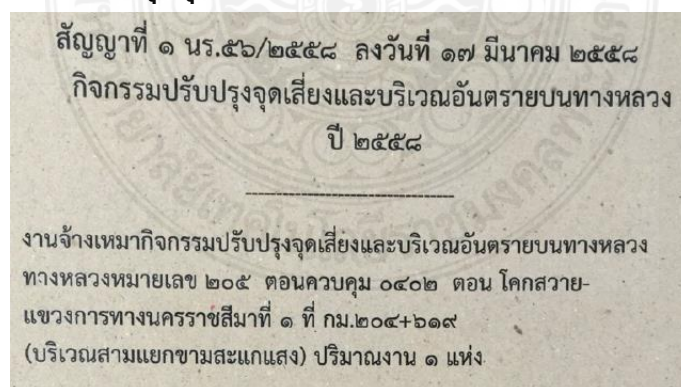 สัญญาที่ ๑ นร.๕๖/๒๕๕๘ ลงวันที่ ๑๗ มีนาคม ๒๕๕๘
กิจกรรมปรับปรุงจุดเสี่ยงและบริเวณอันตรายบนทางหลวง
ปี ๒๕๕๘
งานจ้างเหมากิจกรรมปรับปรุงจุดเสี่ยงและบริเวณอันตรายบนทางหลวง
ทางหลวงหมายเลข ๒๐๕ ตอนควบคุม ๐๔๐๒ ตอน โคกสวาย-
แขวงการทางนครราชสีมาที่ ๑ ที่ กม.๒๐๔+๖๑๙
(บริเวณสามแยกขามสะแกแสง) ปริมาณงาน ๑ แห่ง